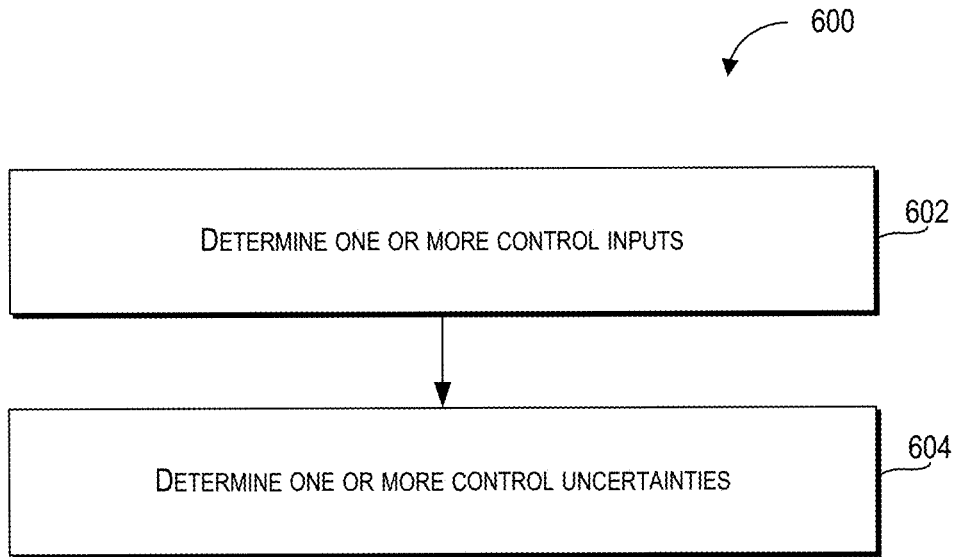 600
DETERMINE ONE OR MORE CONTROL INPUTS
602
DETERMINE ONE OR MORE CONTROL UNCERTAINTIES
604